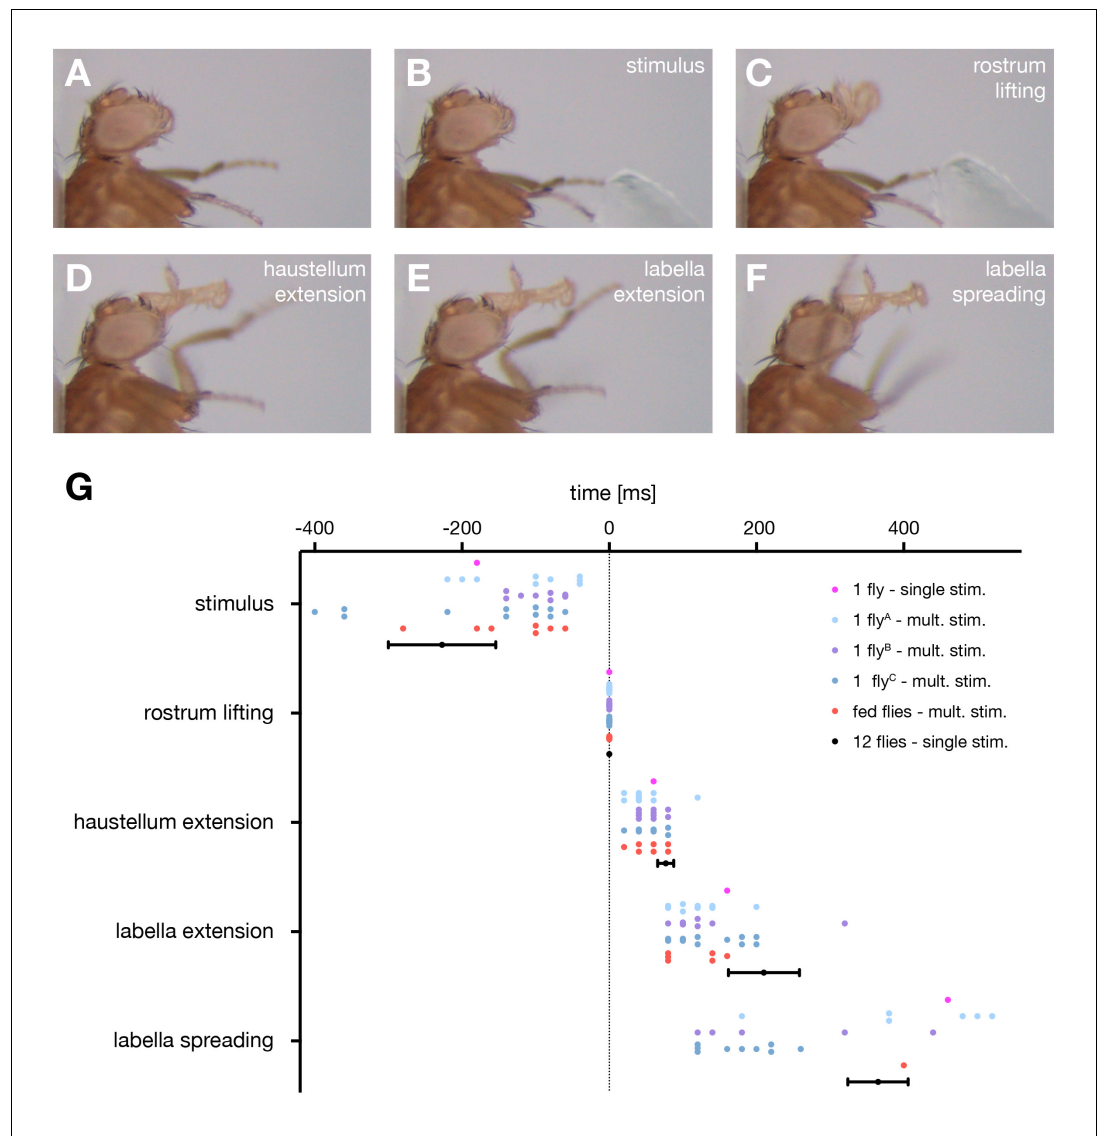 A
B
stimulus
C
rostrum
lifting
D
haustellum
extension
E
labella
extension
F
labella
spreading
G
time [ms]
-400
-200
0
200
400
stimulus
rostrum lifting
haustellum extension
labella extension
labella spreading
1 fly - single stim.
1 flyᴬ - mult. stim.
1 flyᴮ - mult. stim.
1 flyᶜ - mult. stim.
fed flies - mult. stim.
12 flies - single stim.